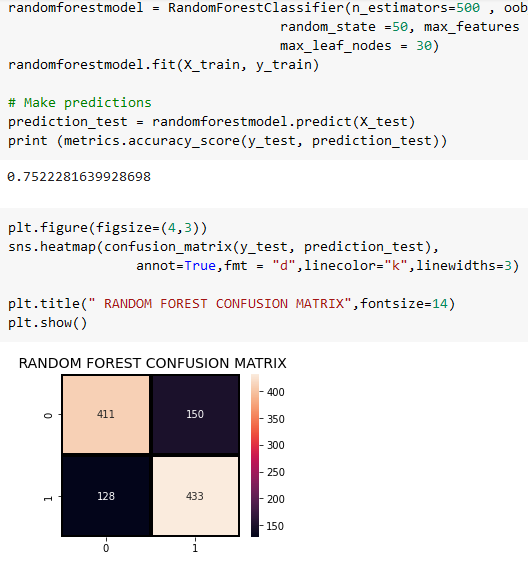 randomforestmodel = RandomForestClassifier(n_estimators=500 , oob
random_state =50, max_features
max_leaf_nodes = 30)
randomforestmodel.fit(X_train, y_train)
# Make predictions
prediction_test = randomforestmodel.predict(X_test)
print (metrics.accuracy_score(y_test, prediction_test))
0.7522281639928698
plt.figure(figsize=(4,3))
sns.heatmap(confusion_matrix(y_test, prediction_test),
annot=True,fmt = "d",linecolor="k",linewidths=3)
plt.title(" RANDOM FOREST CONFUSION MATRIX",fontsize=14)
plt.show()
RANDOM FOREST CONFUSION MATRIX
0
411
150
1
128
433
0
1
400
350
300
250
200
150